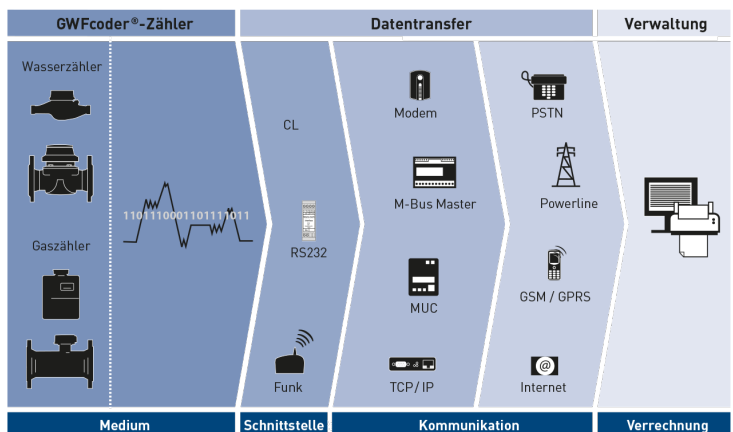 GWFcoder®-Zähler
Datentransfer
Verwaltung
Wasserzähler
Gaszähler
110111000110111011
CL
RS232
Funk
Modem
M-Bus Master
MUC
TCP/IP
PSTN
Powerline
GSM / GPRS
Internet
@
Medium
Schnittstelle
Kommunikation
Verrechnung